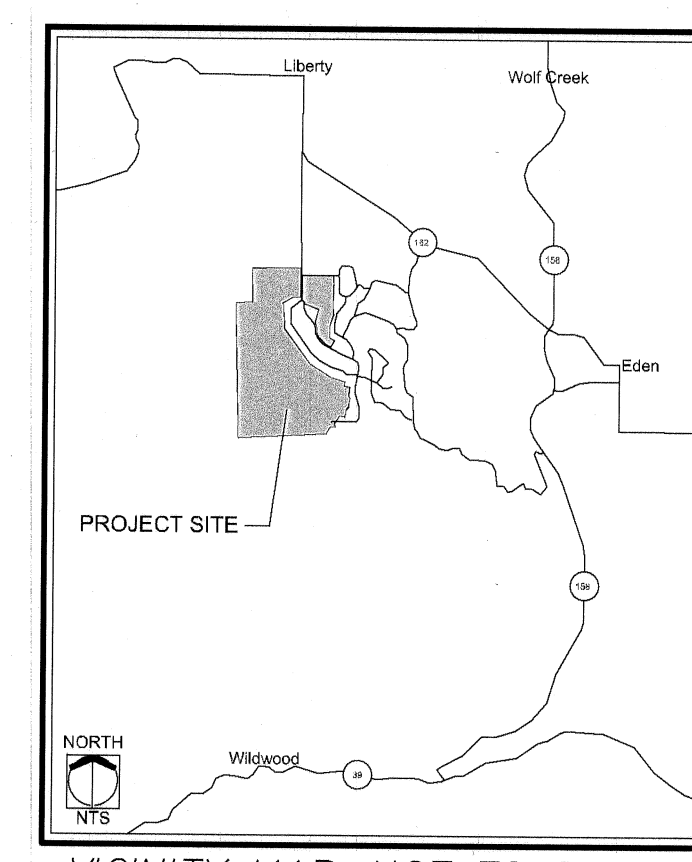 Liberty
Wolf Creek
162
158
Eden
PROJECT SITE
158
NORTH
Wildwood
39
NTS